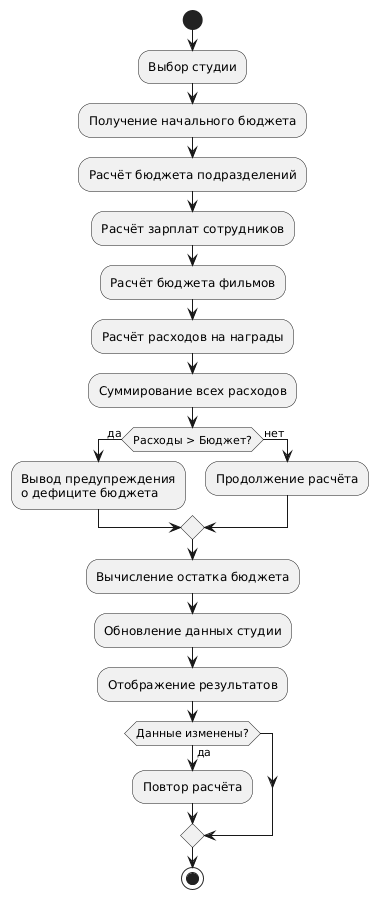 Выбор студии
Получение начального бюджета
Расчёт бюджета подразделений
Расчёт зарплат сотрудников
Расчёт бюджета фильмов
Расчёт расходов на награды
Суммирование всех расходов
да
Расходы > Бюджет?
нет
Вывод предупреждения
о дефиците бюджета
Продолжение расчёта
Вычисление остатка бюджета
Обновление данных студии
Отображение результатов
Данные изменены?
да
Повтор расчёта